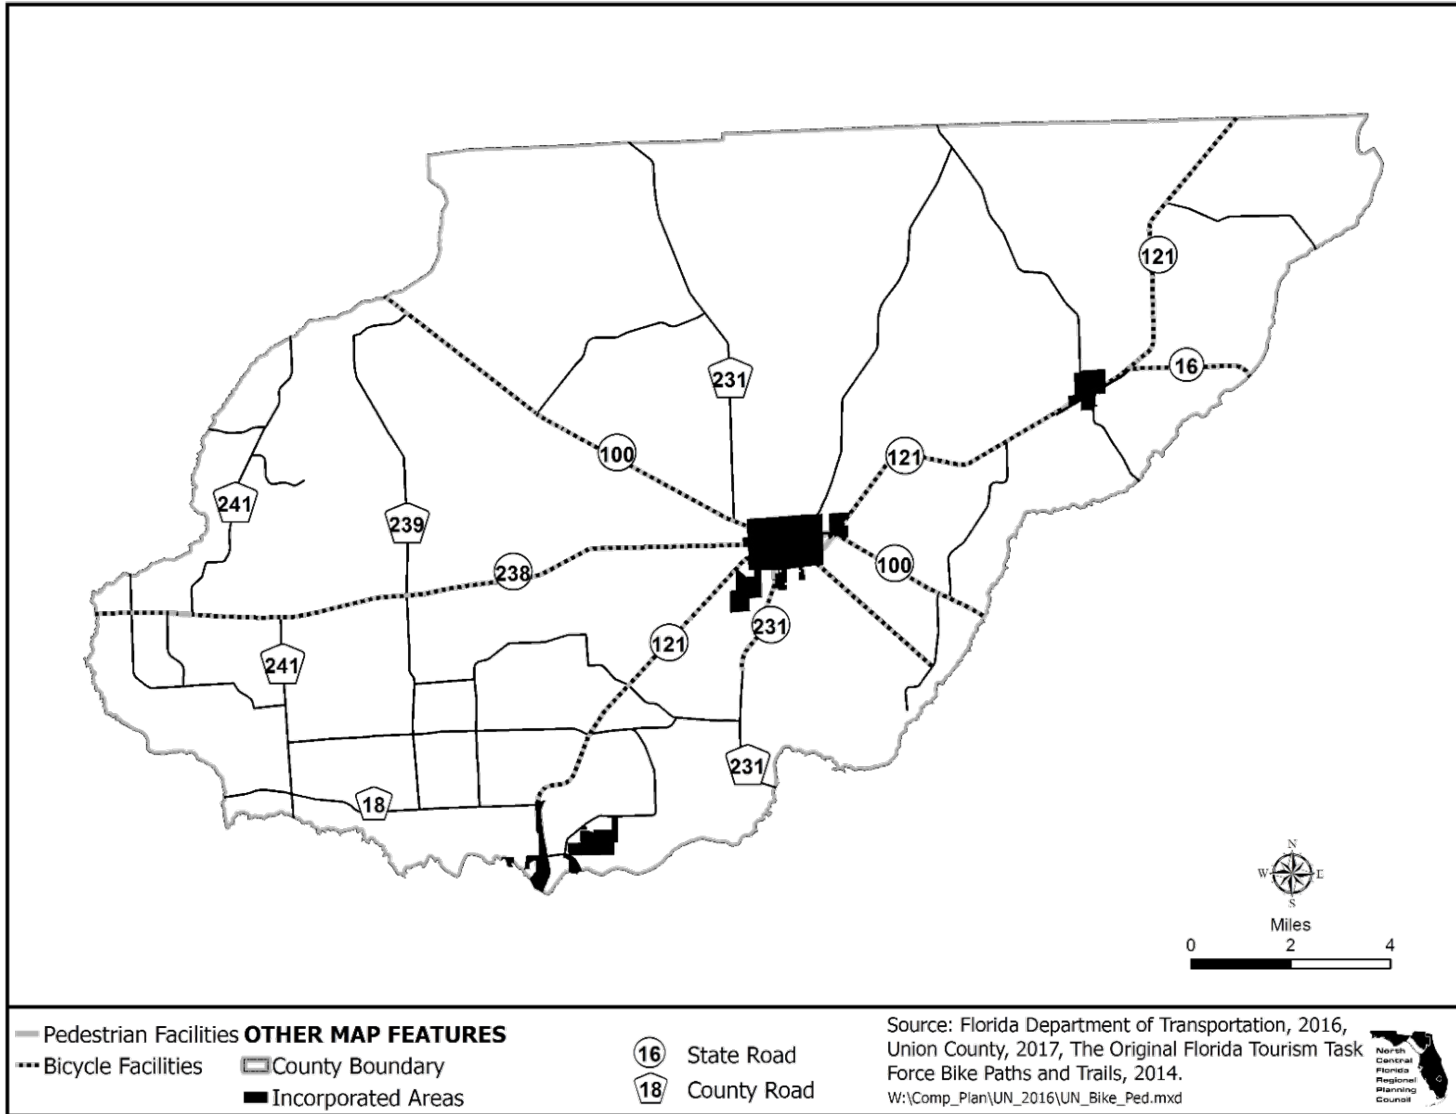 121
16
231
100
121
241
239
100
238
231
121
241
231
18
N
W E
S
Miles
0 2 4
Pedestrian Facilities
Bicycle Facilities
OTHER MAP FEATURES
County Boundary
Incorporated Areas
16 State Road
18 County Road
Source: Florida Department of Transportation, 2016,
Union County, 2017, The Original Florida Tourism Task
Force Bike Paths and Trails, 2014.
W:\Comp_Plan\UN_2016\UN_Bike_Ped.mxd
North
Central
Florida
Regional
Planning
Council